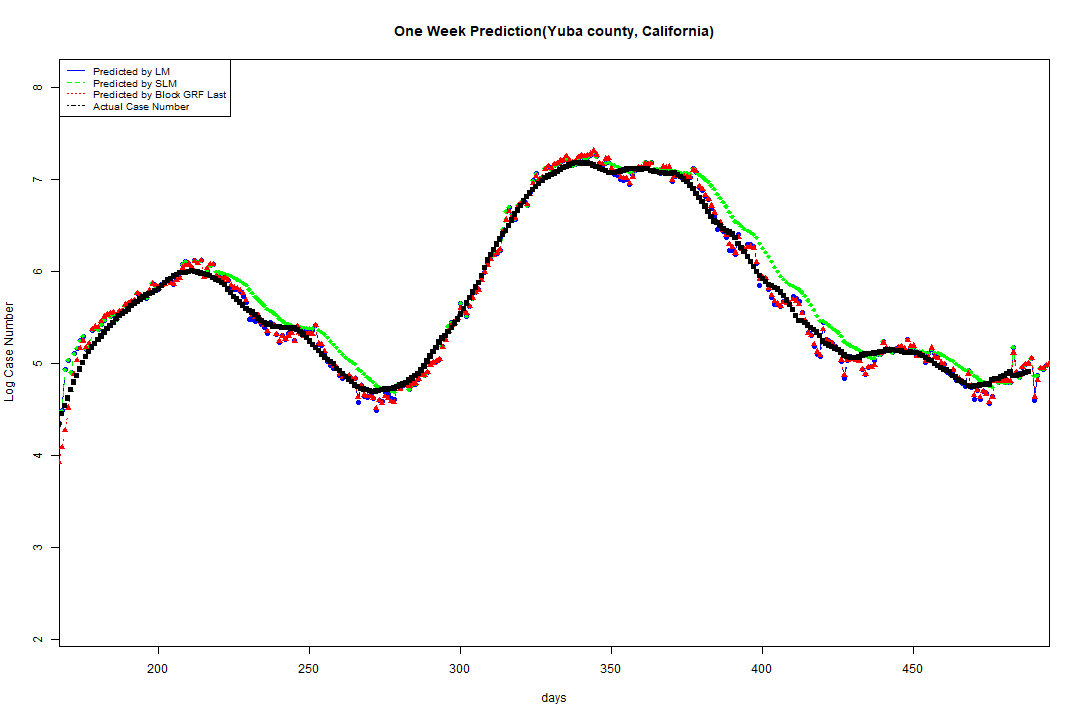 One Week Prediction(Yuba county, California)
Predicted by LM
Predicted by SLM
Predicted by Block GRF Last
Actual Case Number
8
7
6
5
4
3
2
Log Case Number
200
250
300
350
400
450
days